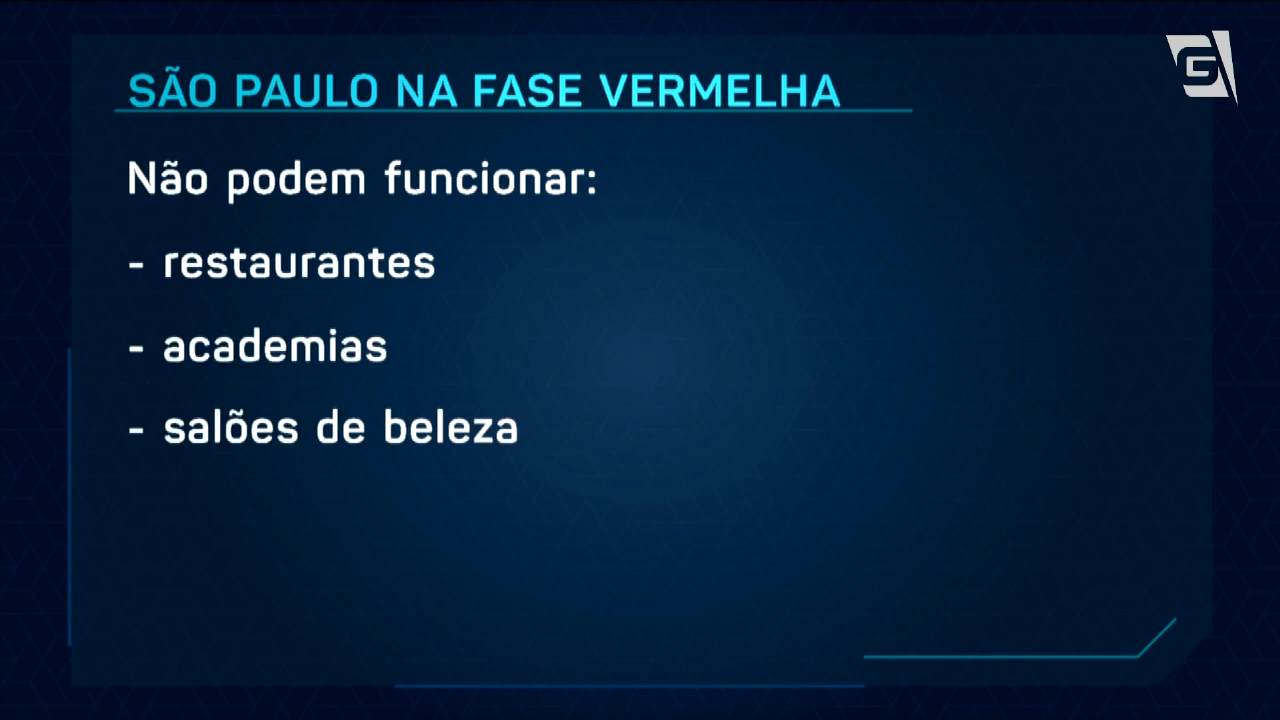 SÃO PAULO NA FASE VERMELHA
Não podem funcionar:
- restaurantes
- academias
- salões de beleza